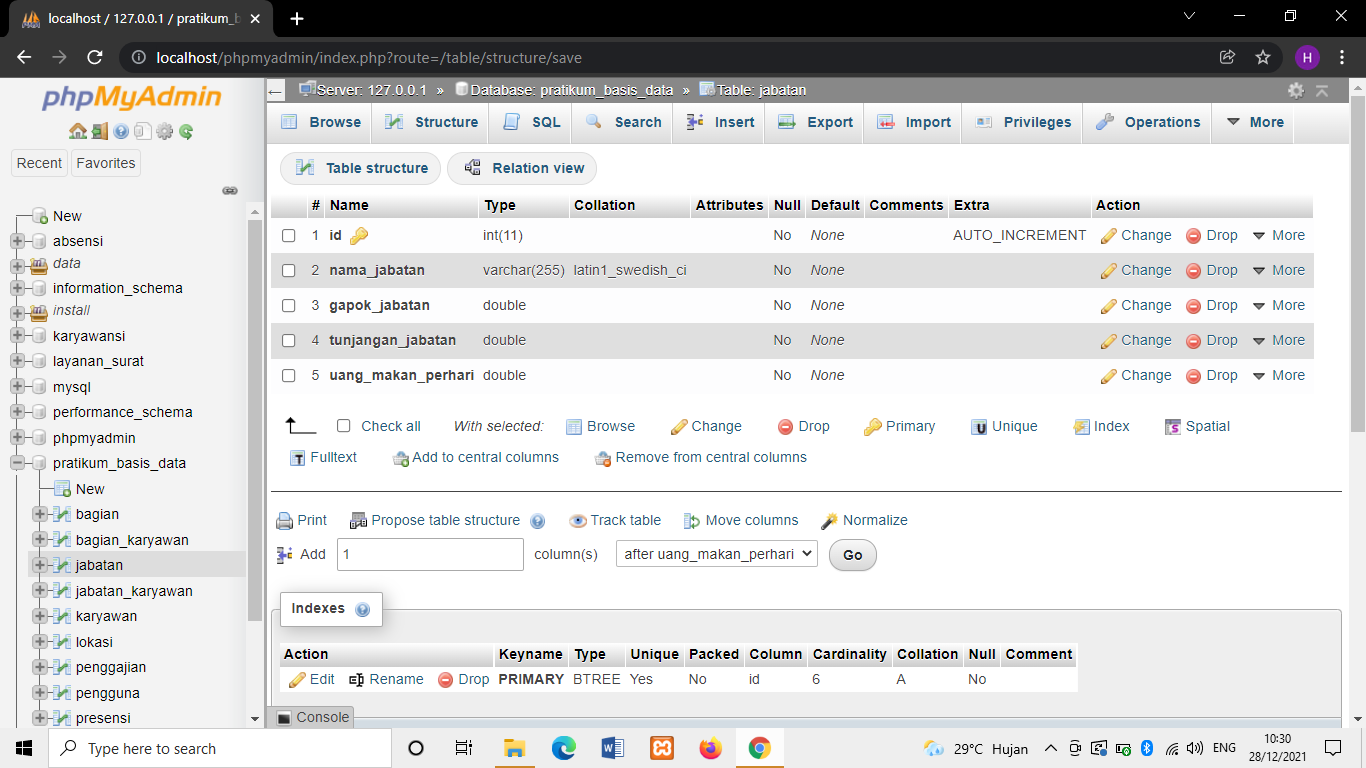 localhost / 127.0.0.1 / pratikum_b
localhost/phpmyadmin/index.php?route=/table/structure/save
H
phpMyAdmin
Recent Favorites
New
absensi
data
information_schema
install
karyawansi
layanan_surat
mysql
performance_schema
phpmyadmin
pratikum_basis_data
New
bagian
bagian_karyawan
jabatan
jabatan_karyawan
karyawan
lokasi
penggajian
pengguna
presensi
Server: 127.0.0.1 » Database: pratikum_basis_data » Table: jabatan
Browse Structure SQL Search Insert Export Import Privileges Operations More
Table structure Relation view
# Name Type Collation Attributes Null Default Comments Extra Action
1 id int(11) No None AUTO_INCREMENT Change Drop More
2 nama_jabatan varchar(255) latin1_swedish_ci No None Change Drop More
3 gapok_jabatan double No None Change Drop More
4 tunjangan_jabatan double No None Change Drop More
5 uang_makan_perhari double No None Change Drop More
Check all With selected: Browse Change Drop Primary Unique Index Spatial
Fulltext Add to central columns Remove from central columns
Print Propose table structure Track table Move columns Normalize
Add 1 column(s) after uang_makan_perhari Go
Indexes
Action Keyname Type Unique Packed Column Cardinality Collation Null Comment
Edit Rename Drop PRIMARY BTREE Yes No id 6 A No
Console
Type here to search
29°C Hujan ENG
10:30
28/12/2021